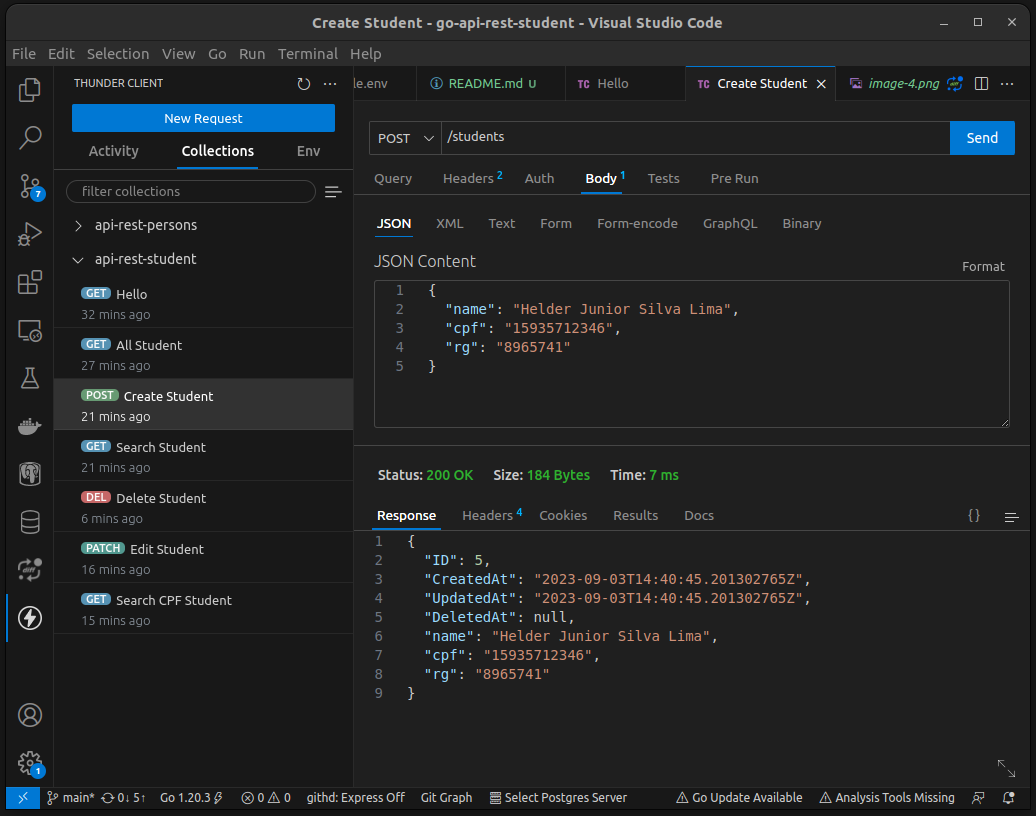 Create Student - go-api-rest-student - Visual Studio Code
File Edit Selection View Go Run Terminal Help
THUNDER CLIENT
le.env
README.md U
TC Hello
TC Create Student
image-4.png
New Request
Activity Collections Env
filter collections
api-rest-persons
api-rest-student
GET Hello
32 mins ago
GET All Student
27 mins ago
POST Create Student
21 mins ago
GET Search Student
21 mins ago
DEL Delete Student
6 mins ago
PATCH Edit Student
16 mins ago
GET Search CPF Student
15 mins ago
7
1
POST /students Send
Query Headers 2 Auth Body 1 Tests Pre Run
JSON XML Text Form Form-encode GraphQL Binary
JSON Content
Format
1 {
2 "name": "Helder Junior Silva Lima",
3 "cpf": "15935712346",
4 "rg": "8965741"
5 }
Status: 200 OK Size: 184 Bytes Time: 7 ms
Response Headers 4 Cookies Results Docs {}
1 {
2 "ID": 5,
3 "CreatedAt": "2023-09-03T14:40:45.201302765Z",
4 "UpdatedAt": "2023-09-03T14:40:45.201302765Z",
5 "DeletedAt": null,
6 "name": "Helder Junior Silva Lima",
7 "cpf": "15935712346",
8 "rg": "8965741"
9 }
main* 0↓ 5↑ Go 1.20.3 0 0 githd: Express Off Git Graph Select Postgres Server Go Update Available Analysis Tools Missing